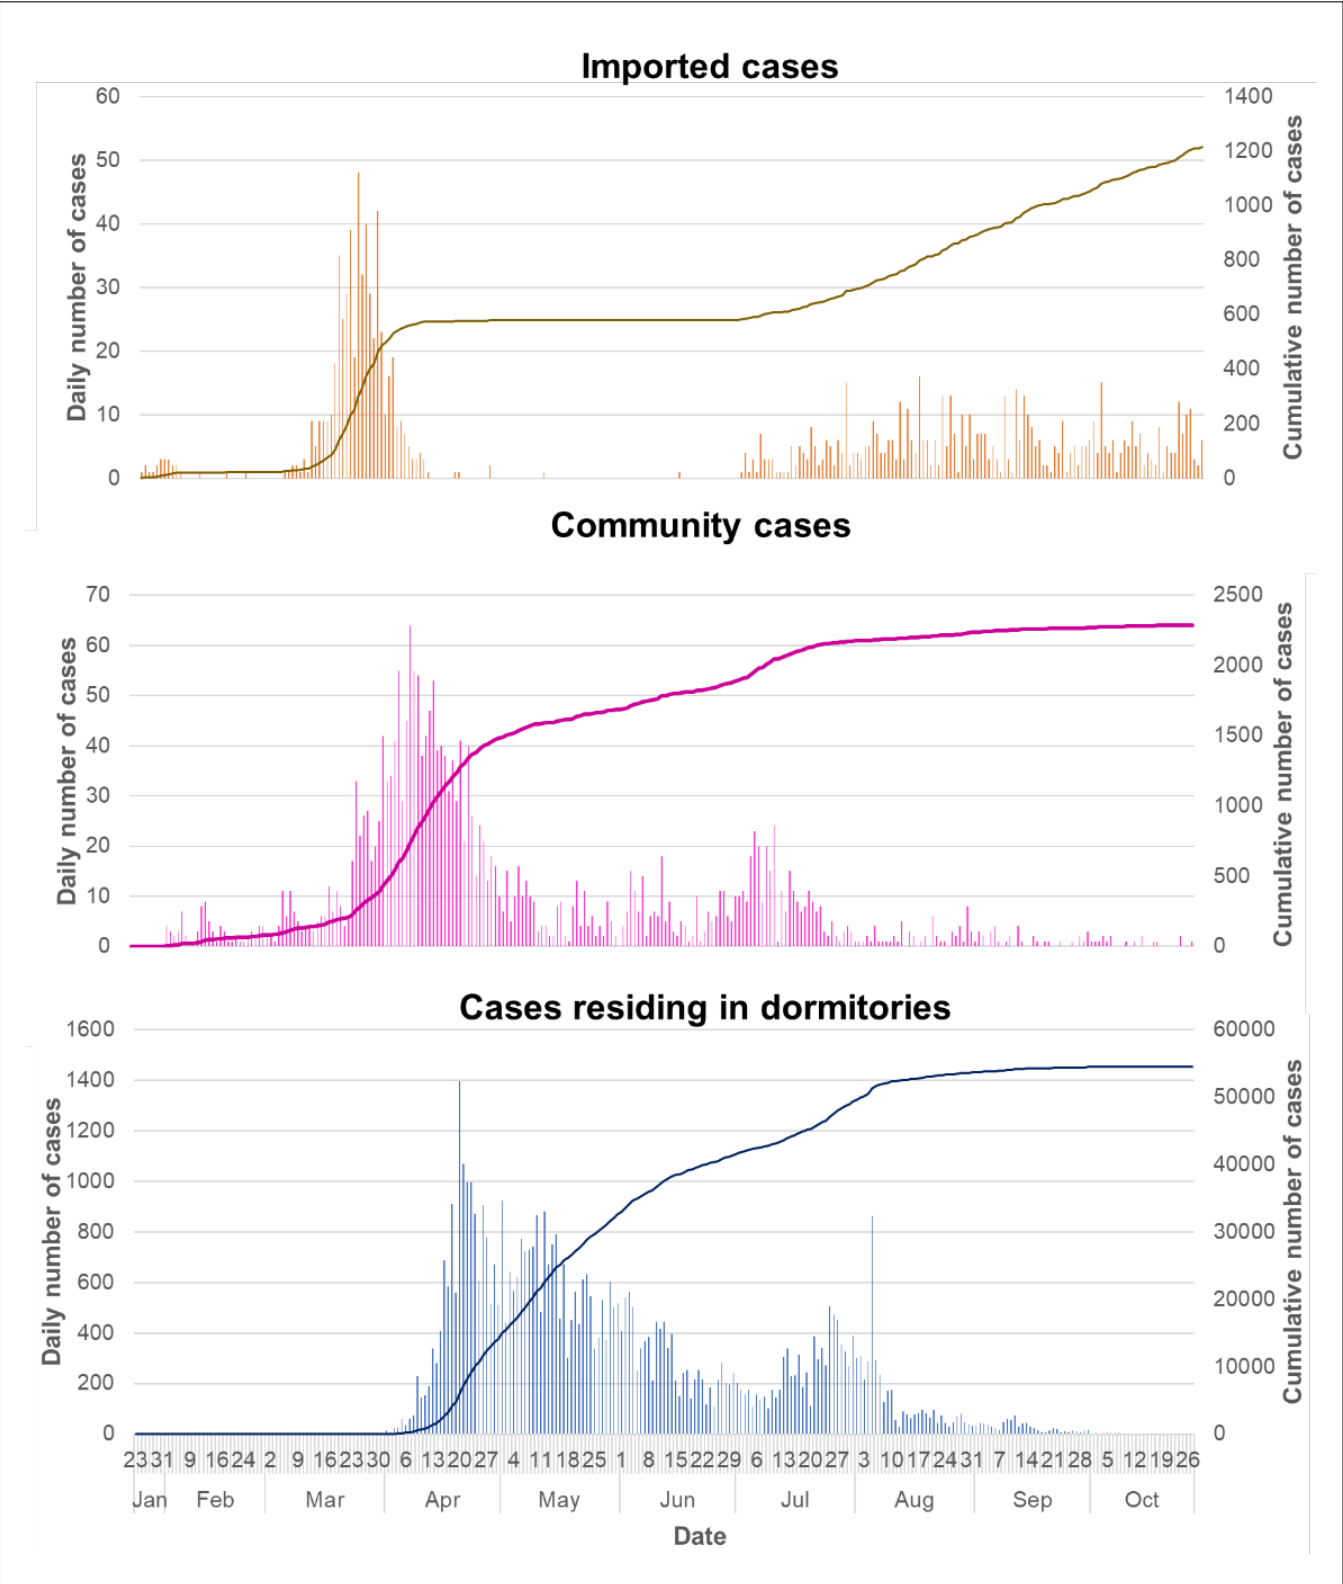 Imported cases
60 1400
50 1200
40 1000
800
30
600
20
400
10 200
0 0
Daily number of cases
Cumulative number of cases
Community cases
70 2500
60
2000
50
40 1500
30 1000
20
500
10
0 0
Daily number of cases
Cumulative number of cases
Cases residing in dormitories
1600 60000
1400 50000
1200
40000
1000
800 30000
600
20000
400
10000
200
0 0
Daily number of cases
Cumulative number of cases
23 31 9 16 24 2 9 16 23 30 6 13 20 27 4 11 18 25 1 8 15 22 29 6 13 20 27 3 10 17 24 31 7 14 21 28 5 12 19 26
Jan Feb Mar Apr May Jun Jul Aug Sep Oct
Date